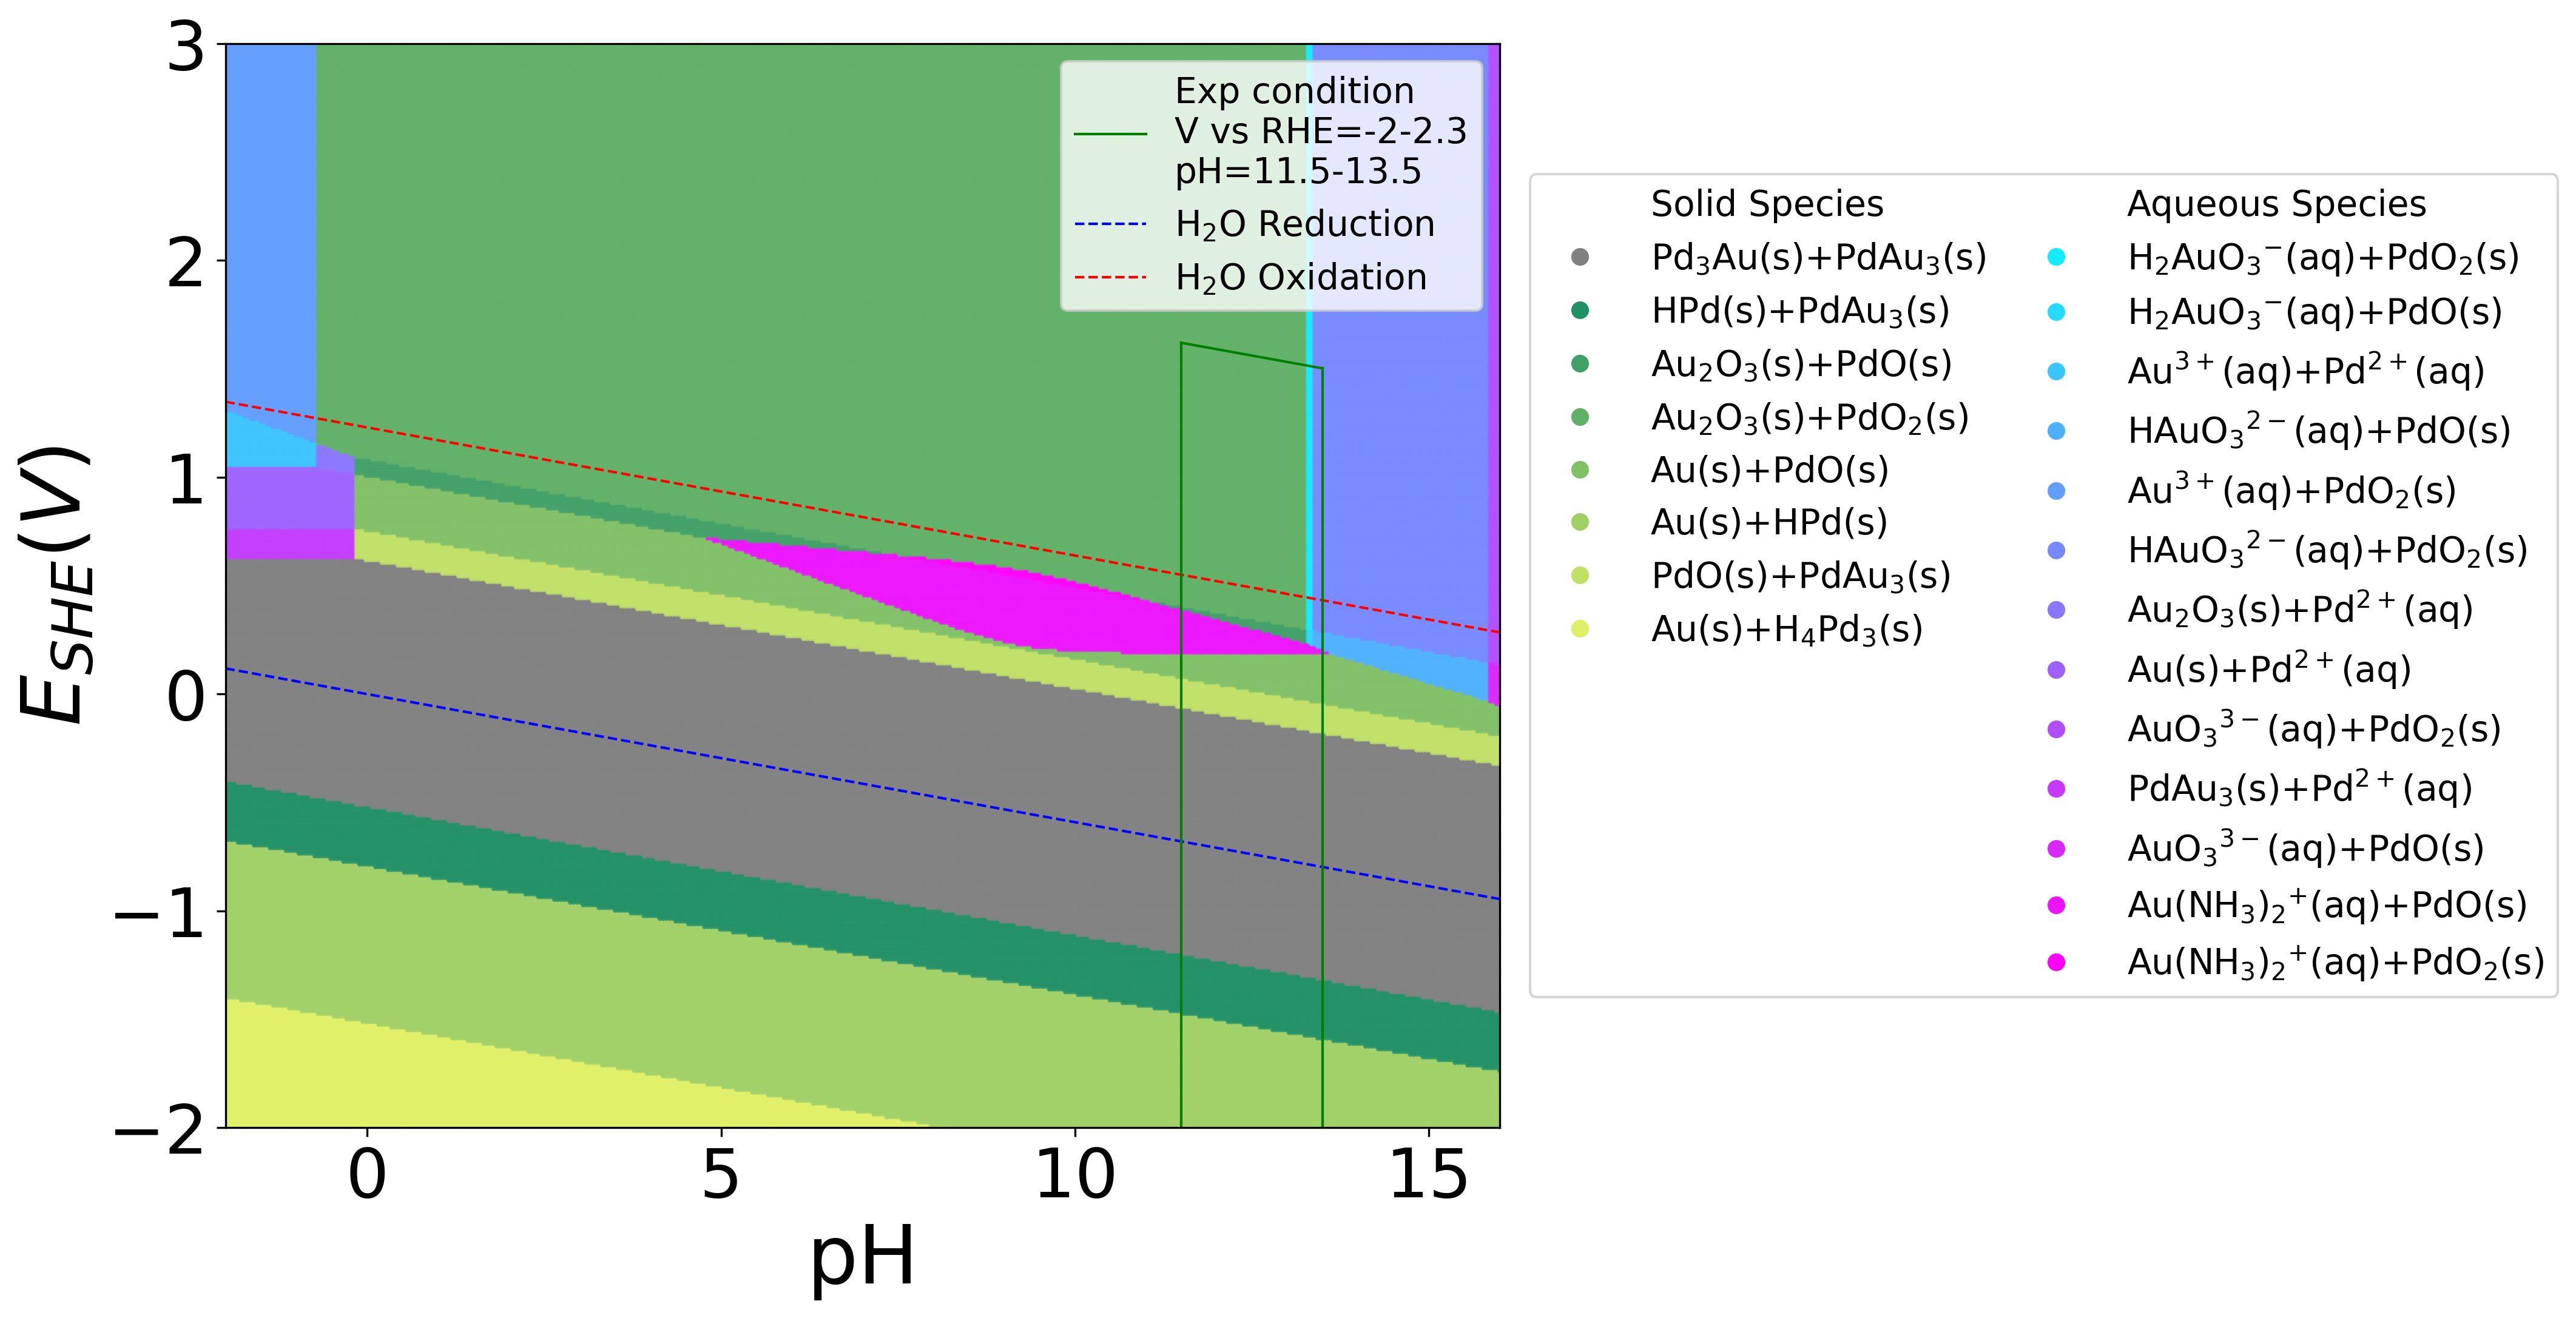 3
2
1
0
−1
−2
E_SHE(V)
0
5
10
15
pH
Exp condition
V vs RHE=-2-2.3
pH=11.5-13.5
H₂O Reduction
H₂O Oxidation
Solid Species
Pd₃Au(s)+PdAu₃(s)
HPd(s)+PdAu₃(s)
Au₂O₃(s)+PdO(s)
Au₂O₃(s)+PdO₂(s)
Au(s)+PdO(s)
Au(s)+HPd(s)
PdO(s)+PdAu₃(s)
Au(s)+H₄Pd₃(s)
Aqueous Species
H₂AuO₃⁻(aq)+PdO₂(s)
H₂AuO₃⁻(aq)+PdO(s)
Au³⁺(aq)+Pd²⁺(aq)
HAuO₃²⁻(aq)+PdO(s)
Au³⁺(aq)+PdO₂(s)
HAuO₃²⁻(aq)+PdO₂(s)
Au₂O₃(s)+Pd²⁺(aq)
Au(s)+Pd²⁺(aq)
AuO₃³⁻(aq)+PdO₂(s)
PdAu₃(s)+Pd²⁺(aq)
AuO₃³⁻(aq)+PdO(s)
Au(NH₃)₂⁺(aq)+PdO(s)
Au(NH₃)₂⁺(aq)+PdO₂(s)